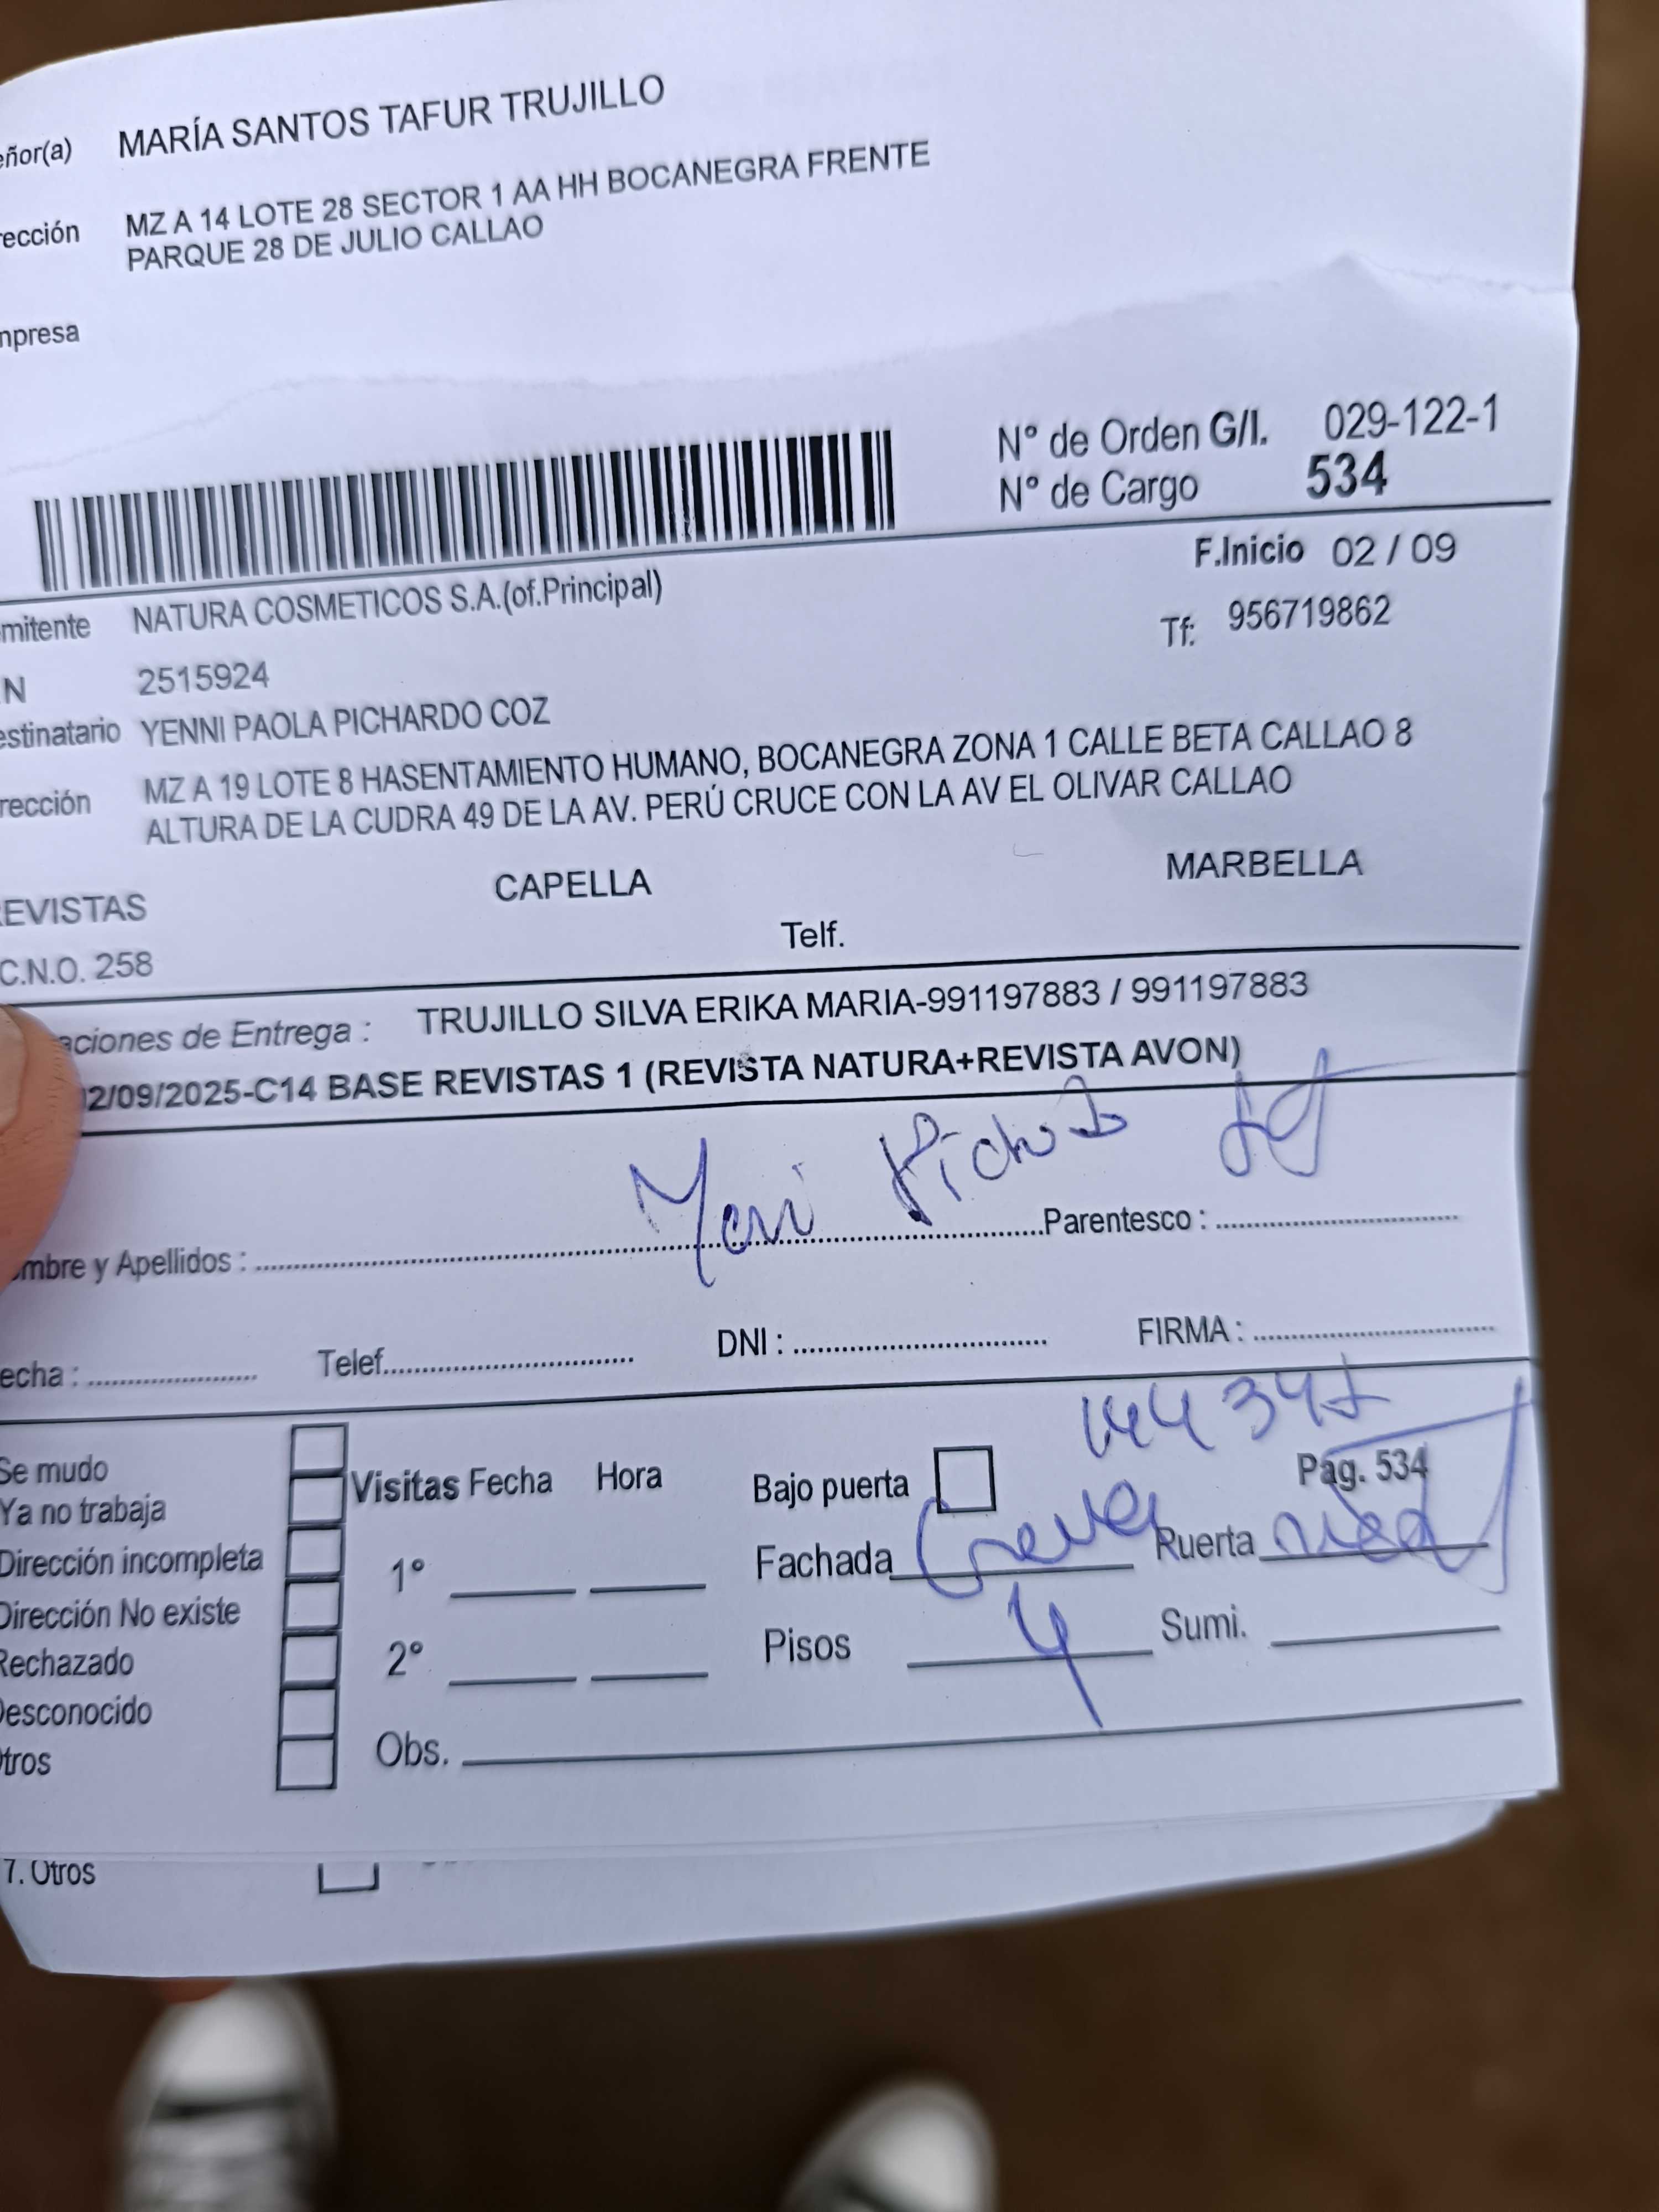 eñor(a) MARÍA SANTOS TAFUR TRUJILLO
rección MZ A 14 LOTE 28 SECTOR 1 AA HH BOCANEGRA FRENTE
PARQUE 28 DE JULIO CALLAO
mpresa
N° de Orden G/I. 029-122-1
N° de Cargo 534
F.Inicio 02 / 09
mitente NATURA COSMETICOS S.A.(of.Principal)
Tf: 956719862
N 2515924
estinatario YENNI PAOLA PICHARDO COZ
rección MZ A 19 LOTE 8 HASENTAMIENTO HUMANO, BOCANEGRA ZONA 1 CALLE BETA CALLAO 8
ALTURA DE LA CUDRA 49 DE LA AV. PERÚ CRUCE CON LA AV EL OLIVAR CALLAO
EVISTAS CAPELLA MARBELLA
C.N.O. 258 Telf.
aciones de Entrega : TRUJILLO SILVA ERIKA MARIA-991197883 / 991197883
2/09/2025-C14 BASE REVISTAS 1 (REVISTA NATURA+REVISTA AVON)
mbre y Apellidos : Parentesco :
echa : Telef. DNI : FIRMA :
Se mudo
Ya no trabaja
Dirección incompleta
Dirección No existe
Rechazado
Desconocido
tros
Visitas Fecha Hora
1°
2°
Obs.
Bajo puerta Pág. 534
Fachada Puerta
Pisos 4 Sumi.
7. Otros